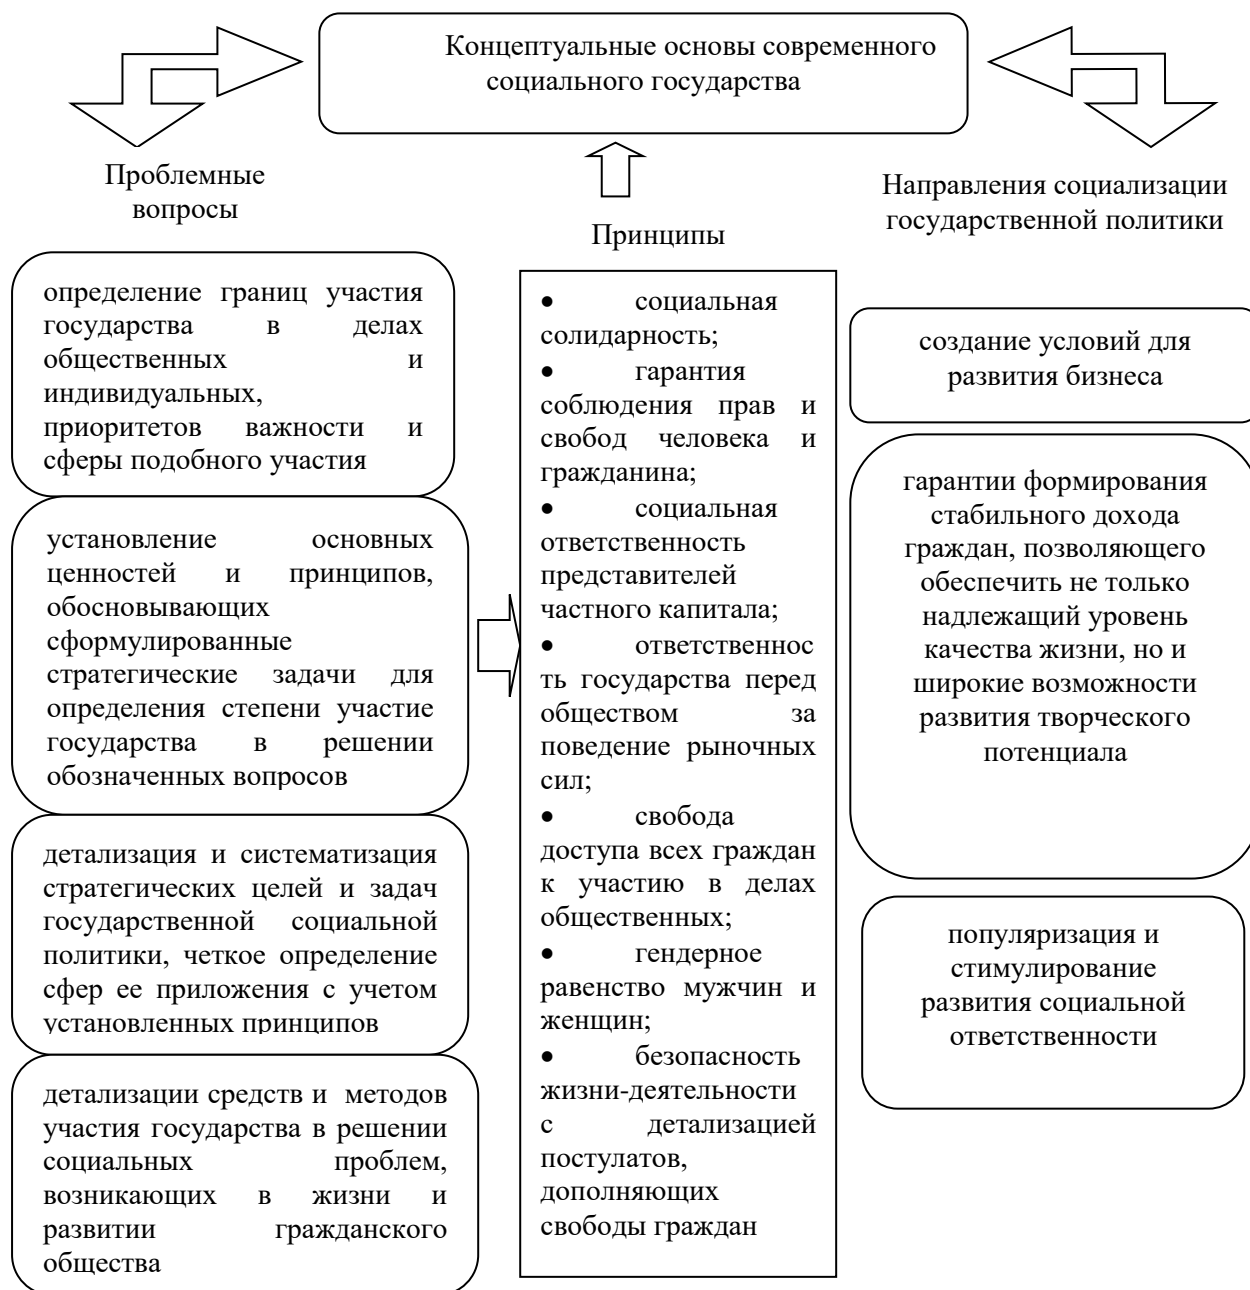 Концептуальные основы современного
социального государства
Проблемные
вопросы
Принципы
Направления социализации
государственной политики
определение границ участия
государства в делах
общественных и
индивидуальных,
приоритетов важности и
сферы подобного участия
установление основных
ценностей и принципов,
обосновывающих
сформулированные
стратегические задачи для
определения степени участие
государства в решении
обозначенных вопросов
детализация и систематизация
стратегических целей и задач
государственной социальной
политики, четкое определение
сфер ее приложения с учетом
установленных принципов
детализации средств и методов
участия государства в решении
социальных проблем,
возникающих в жизни и
развитии гражданского
общества
• социальная
солидарность;
• гарантия
соблюдения прав и
свобод человека и
гражданина;
• социальная
ответственность
представителей
частного капитала;
• ответственнос
ть государства перед
обществом за
поведение рыночных
сил;
• свобода
доступа всех граждан
к участию в делах
общественных;
• гендерное
равенство мужчин и
женщин;
• безопасность
жизни-деятельности
с детализацией
постулатов,
дополняющих
свободы граждан
создание условий для
развития бизнеса
гарантии формирования
стабильного дохода
граждан, позволяющего
обеспечить не только
надлежащий уровень
качества жизни, но и
широкие возможности
развития творческого
потенциала
популяризация и
стимулирование
развития социальной
ответственности